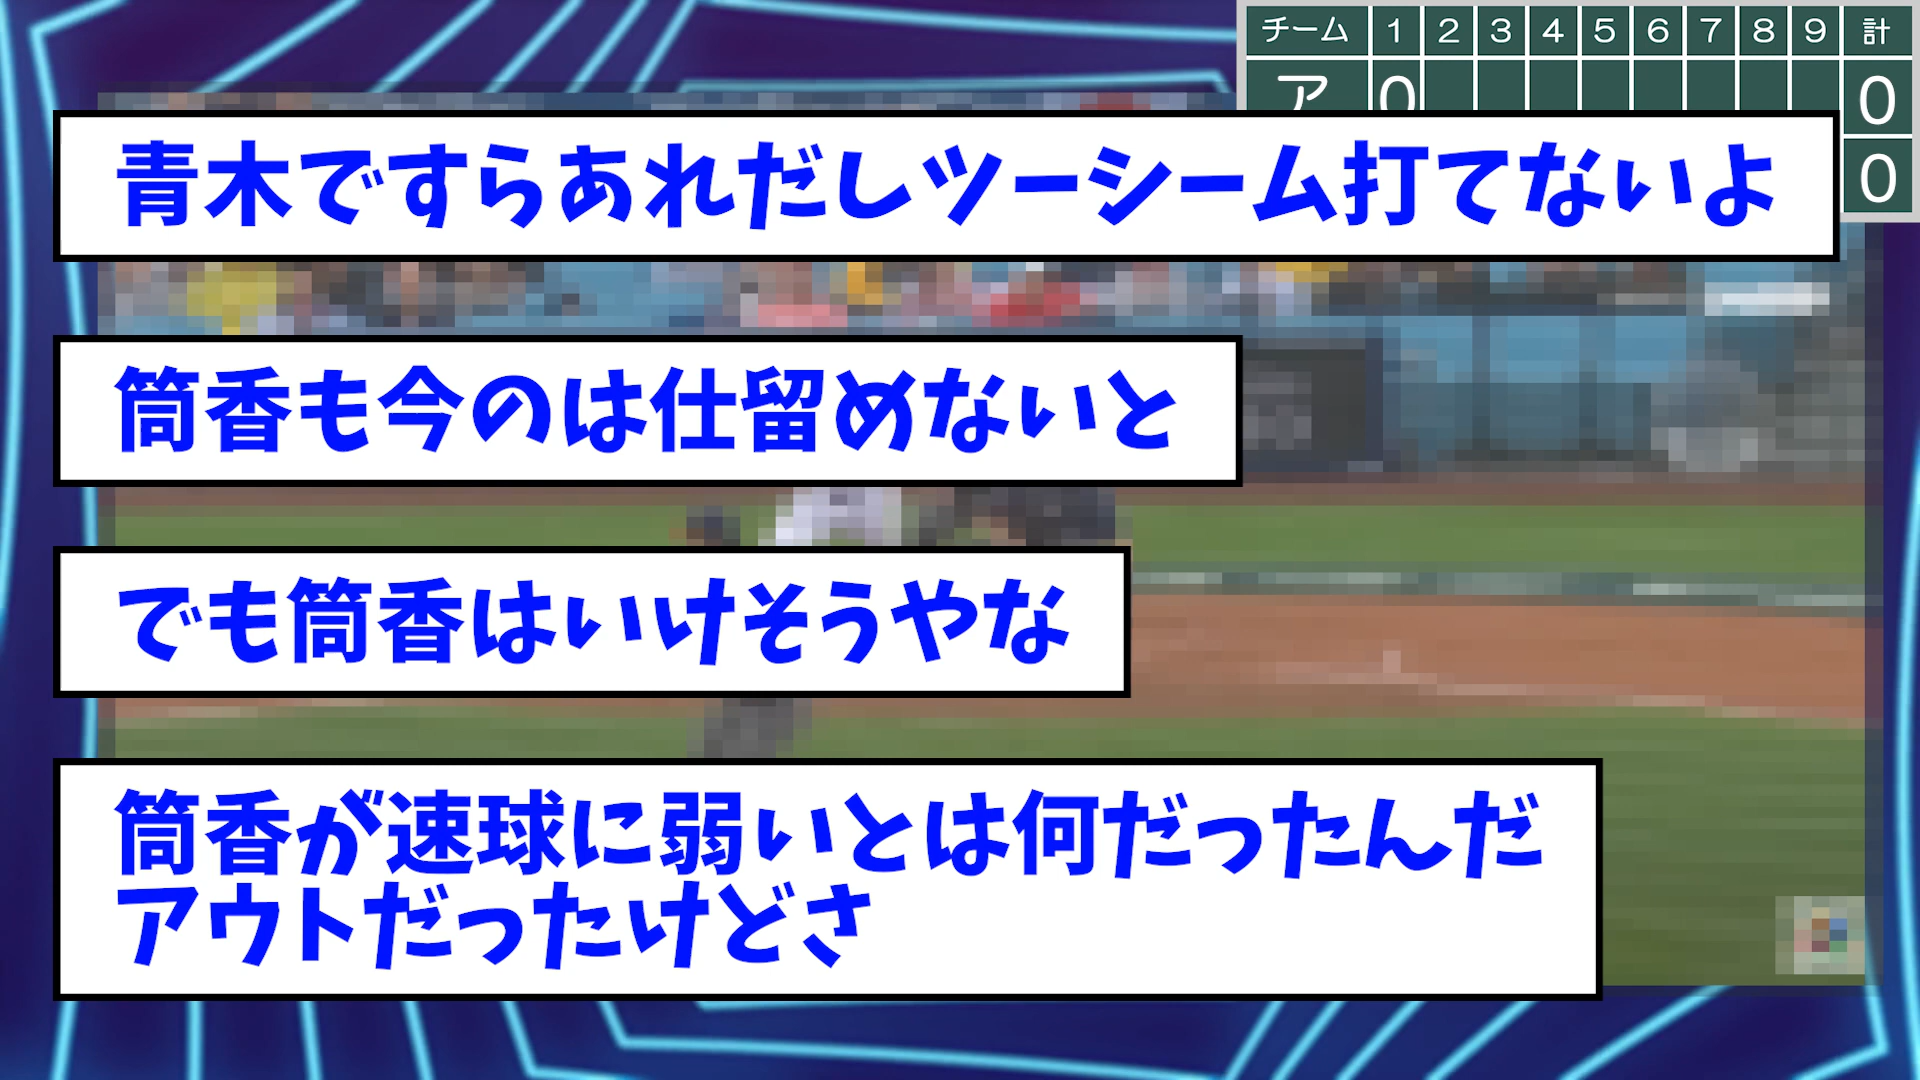 チーム 1 2 3 4 5 6 7 8 9 計
ア 0 0
0
青木ですらあれだしツーシーム打てないよ
筒香も今のは仕留めないと
でも筒香はいけそうやな
筒香が速球に弱いとは何だったんだ
アウトだったけどさ